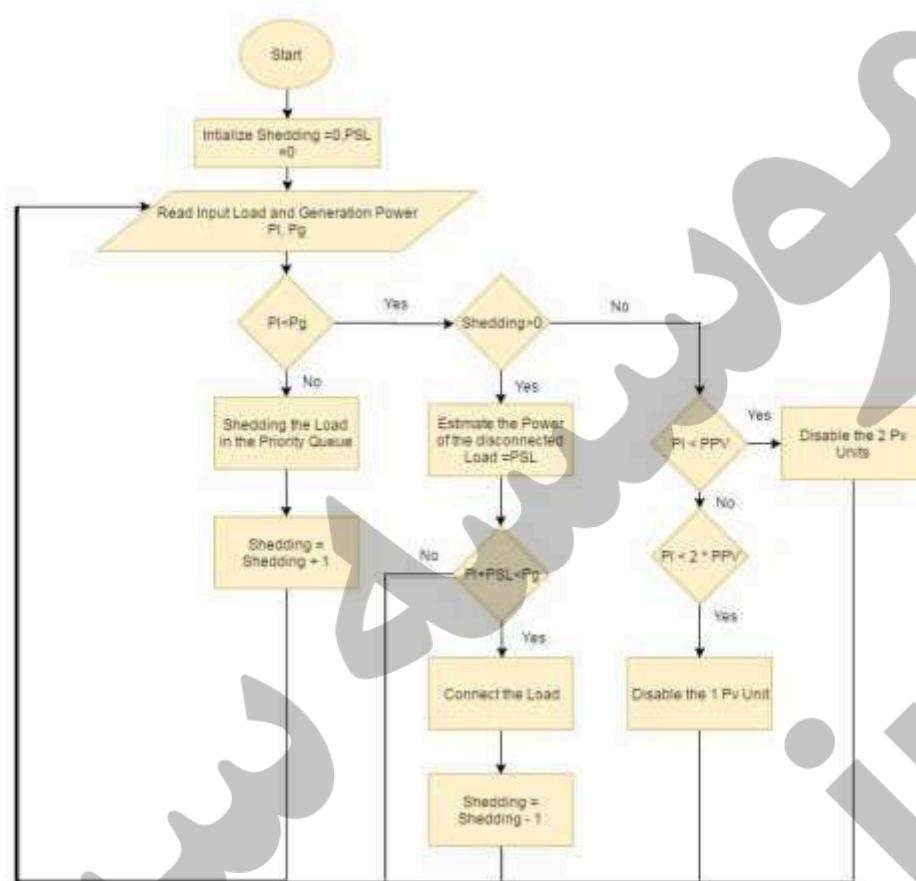 Start
Intialize Shedding =0,PSL
=0
Read Input Load and Generation Power
Pl, Pg
Pl<Pg
Yes
Shedding>0
No
No
Yes
Shedding the Load
in the Priority Queue
Estimate the Power
of the disconnected
Load =PSL
Pl < PPV
Yes
Disable the 2 Pv
Units
No
Shedding =
Shedding + 1
No
Pl+PSL<Pg
Pl < 2 * PPV
Yes
Yes
Connect the Load
Disable the 1 Pv Unit
Shedding =
Shedding - 1